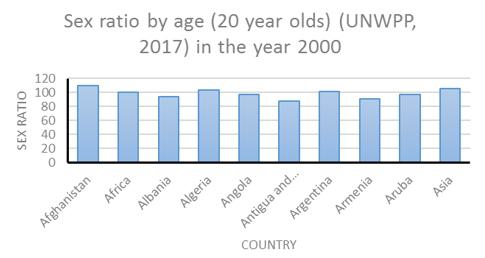 Sex ratio by age (20 year olds) (UNWPP,
2017) in the year 2000
120
100
80
60
40
20
0
SEX RATIO
Afghanistan
Africa
Albania
Algeria
Angola
Antigua and...
Argentina
Armenia
Aruba
Asia
COUNTRY